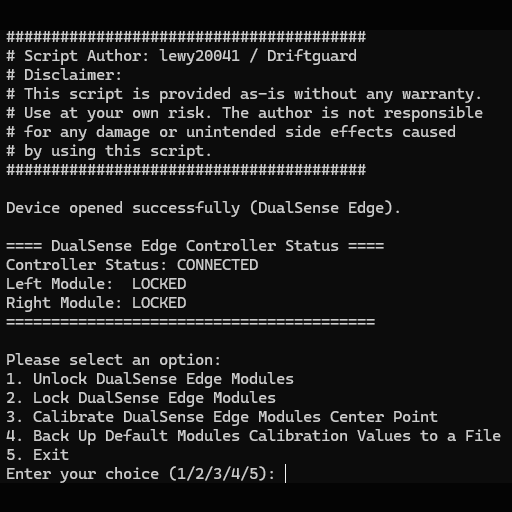 ########################################
# Script Author: lewy20041 / Driftguard
# Disclaimer:
# This script is provided as-is without any warranty.
# Use at your own risk. The author is not responsible
# for any damage or unintended side effects caused
# by using this script.
########################################
Device opened successfully (DualSense Edge).
==== DualSense Edge Controller Status ====
Controller Status: CONNECTED
Left Module:  LOCKED
Right Module: LOCKED
=========================================
Please select an option:
1. Unlock DualSense Edge Modules
2. Lock DualSense Edge Modules
3. Calibrate DualSense Edge Modules Center Point
4. Back Up Default Modules Calibration Values to a File
5. Exit
Enter your choice (1/2/3/4/5):